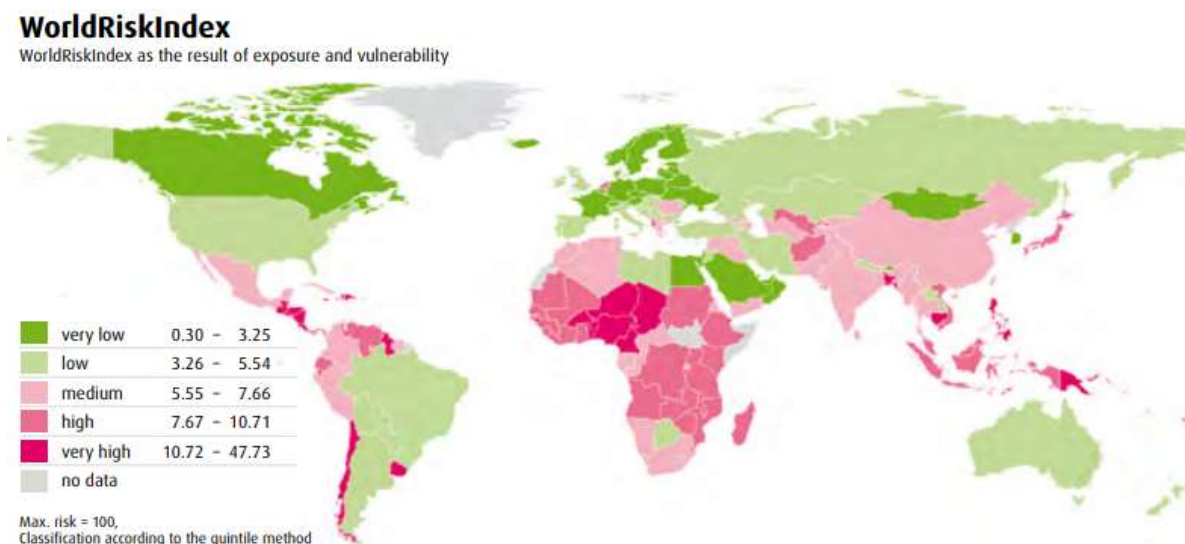 WorldRiskIndex
WorldRiskIndex as the result of exposure and vulnerability
very low 0.30 – 3.25
low 3.26 – 5.54
medium 5.55 – 7.66
high 7.67 – 10.71
very high 10.72 – 47.73
no data
Max. risk = 100,
Classification according to the quintile method